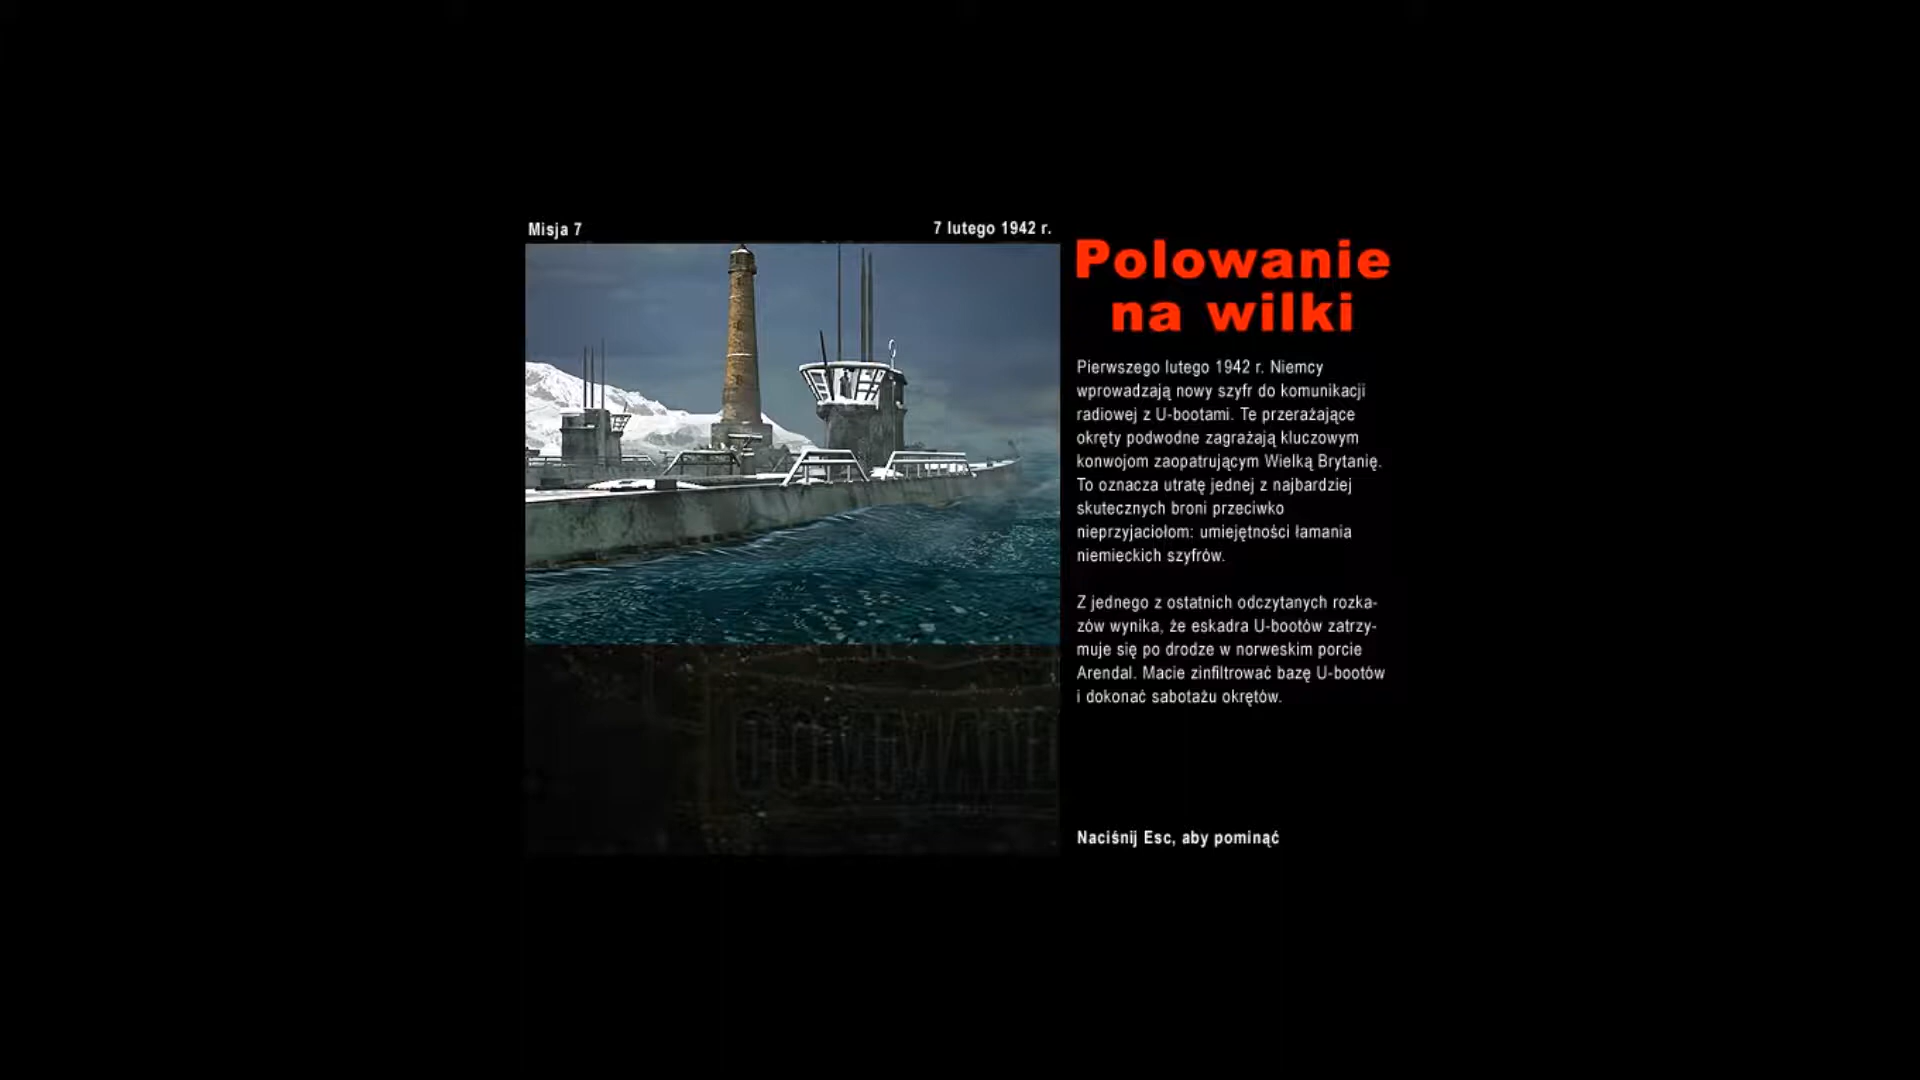 Misja 7
7 lutego 1942 r.
Polowanie
na wilki
Pierwszego lutego 1942 r. Niemcy
wprowadzają nowy szyfr do komunikacji
radiowej z U-bootami. Te przerażające
okręty podwodne zagrażają kluczowym
konwojom zaopatrującym Wielką Brytanię.
To oznacza utratę jednej z najbardziej
skutecznych broni przeciwko
nieprzyjaciołom: umiejętności łamania
niemieckich szyfrów.
Z jednego z ostatnich odczytanych rozka-
zów wynika, że eskadra U-bootów zatrzy-
muje się po drodze w norweskim porcie
Arendal. Macie zinfiltrować bazę U-bootów
i dokonać sabotażu okrętów.
Naciśnij Esc, aby pominąć